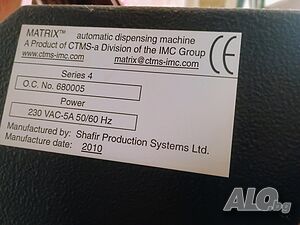 MATRIX™ automatic dispensing machine
A Product of CTMS-a Division of the IMC Group
www.ctms-imc.com matrix@ctms-imc.com
CE
Series 4
O.C. No. 680005
Power
230 VAC-5A 50/60 Hz
Manufactured by: Shafir Production Systems Ltd.
Manufacture date: 2010
ALO.bg